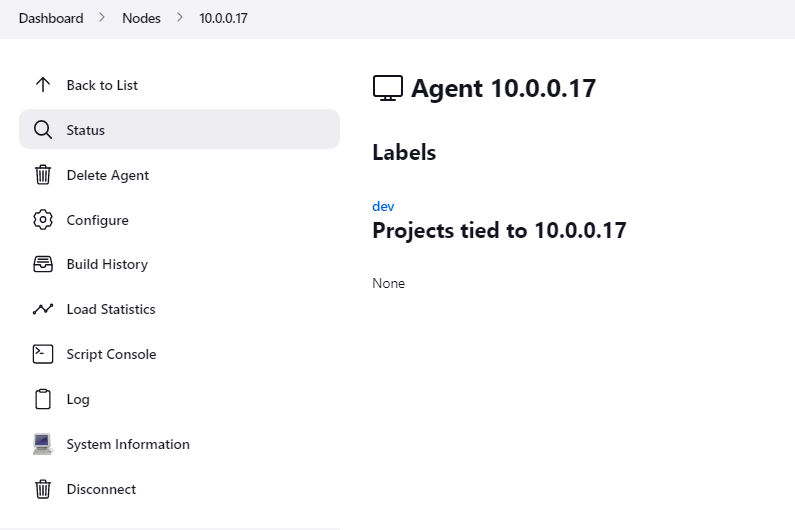 Dashboard > Nodes > 10.0.0.17
Back to List
Status
Delete Agent
Configure
Build History
Load Statistics
Script Console
Log
System Information
Disconnect
Agent 10.0.0.17
Labels
dev
Projects tied to 10.0.0.17
None